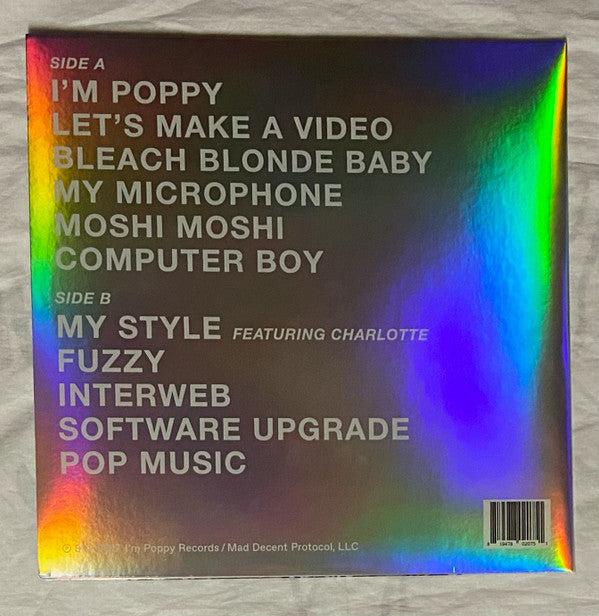 SIDE A
I'M POPPY
LET'S MAKE A VIDEO
BLEACH BLONDE BABY
MY MICROPHONE
MOSHI MOSHI
COMPUTER BOY
SIDE B
MY STYLE FEATURING CHARLOTTE
FUZZY
INTERWEB
SOFTWARE UPGRADE
POP MUSIC
I'm Poppy Records / Mad Decent Protocol, LLC